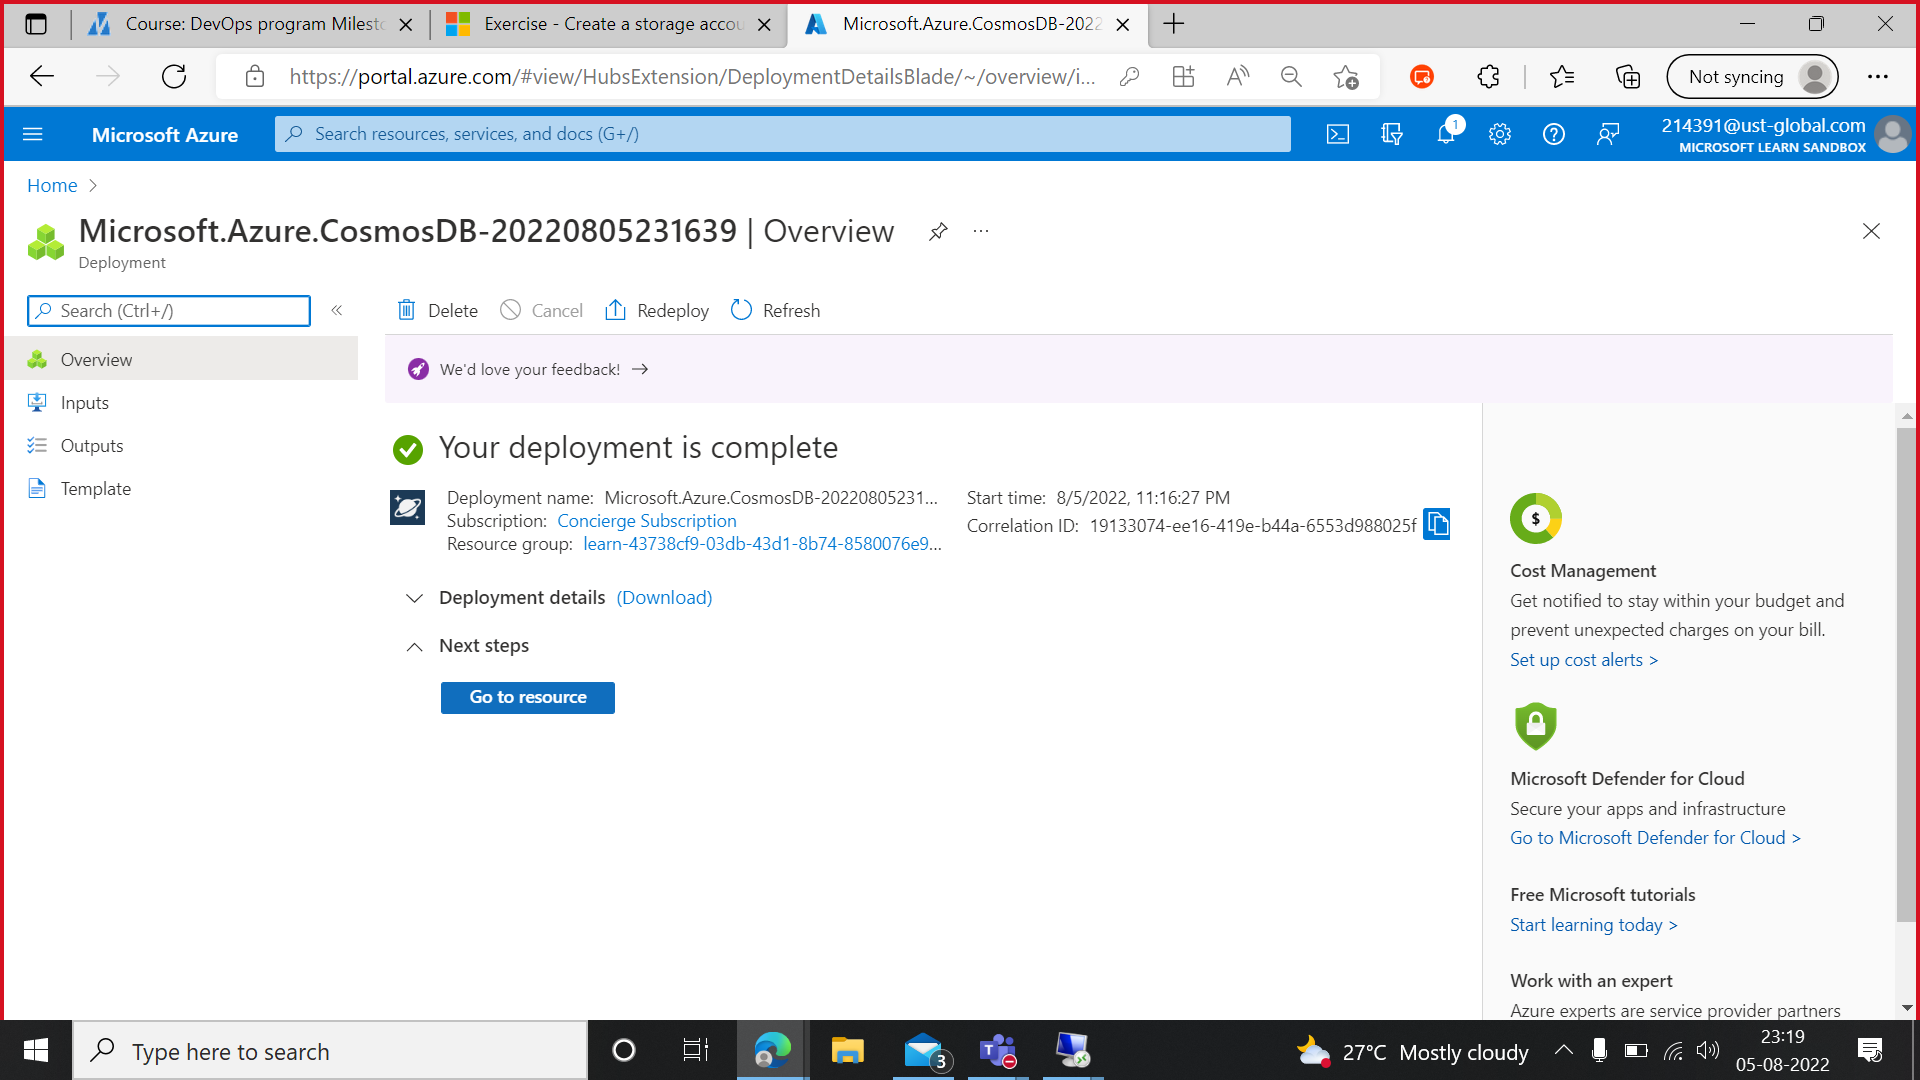 Course: DevOps program Milest
Exercise - Create a storage accou
Microsoft.Azure.CosmosDB-2022
https://portal.azure.com/#view/HubsExtension/DeploymentDetailsBlade/~/overview/i...
Not syncing
Microsoft Azure
Search resources, services, and docs (G+/)
1
214391@ust-global.com
MICROSOFT LEARN SANDBOX
Home
Microsoft.Azure.CosmosDB-20220805231639 | Overview
...
Deployment
Search (Ctrl+/)
«
Delete
Cancel
Redeploy
Refresh
Overview
Inputs
Outputs
Template
We'd love your feedback!
Your deployment is complete
Deployment name: Microsoft.Azure.CosmosDB-20220805231...
Subscription: Concierge Subscription
Resource group: learn-43738cf9-03db-43d1-8b74-8580076e9...
Start time: 8/5/2022, 11:16:27 PM
Correlation ID: 19133074-ee16-419e-b44a-6553d988025f
Deployment details (Download)
Next steps
Go to resource
$
Cost Management
Get notified to stay within your budget and
prevent unexpected charges on your bill.
Set up cost alerts >
Microsoft Defender for Cloud
Secure your apps and infrastructure
Go to Microsoft Defender for Cloud >
Free Microsoft tutorials
Start learning today >
Work with an expert
Azure experts are service provider partners
Type here to search
3
27°C Mostly cloudy
23:19
05-08-2022